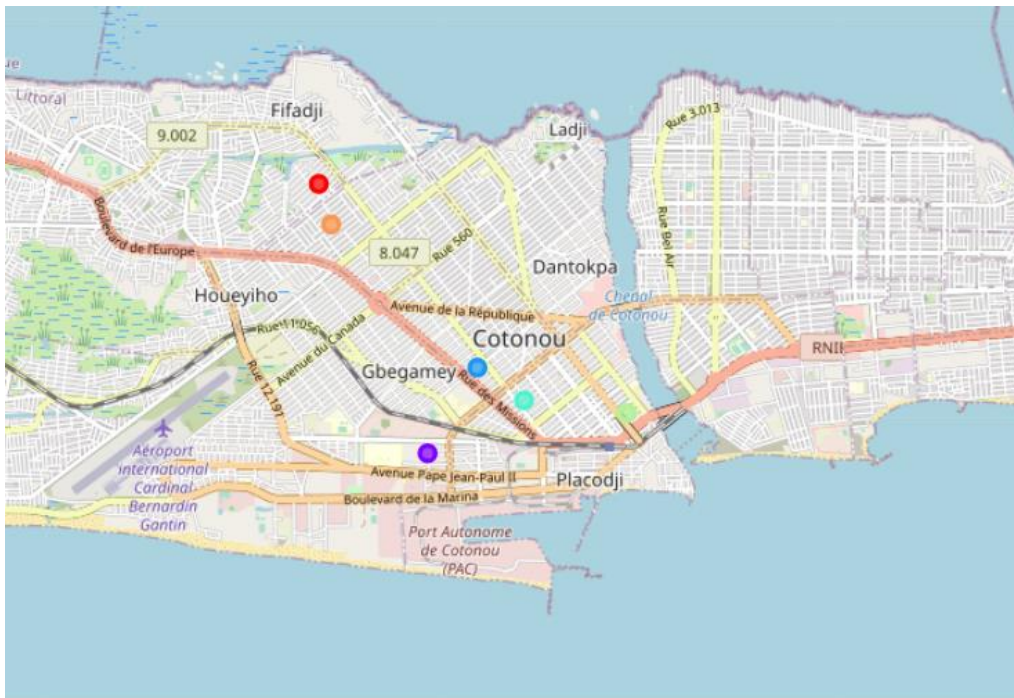 ue
Littoral
Fifadji
9.002
Ladji
Rue 3.013
Boulevard de l'Europe
8.047
Rue 560
Rue Bel Air
Dantokpa
Houeyiho
Chenal
de Cotonou
Avenue de la République
Rue 11.056
Avenue du Canada
Cotonou
RNIE
Gbegamey
Rue des Missions
Rue 12.191
Aéroport
international
Cardinal
Bernardin
Gantin
Avenue Pape Jean-Paul II
Placodji
Boulevard de la Marina
Port Autonome
de Cotonou
(PAC)